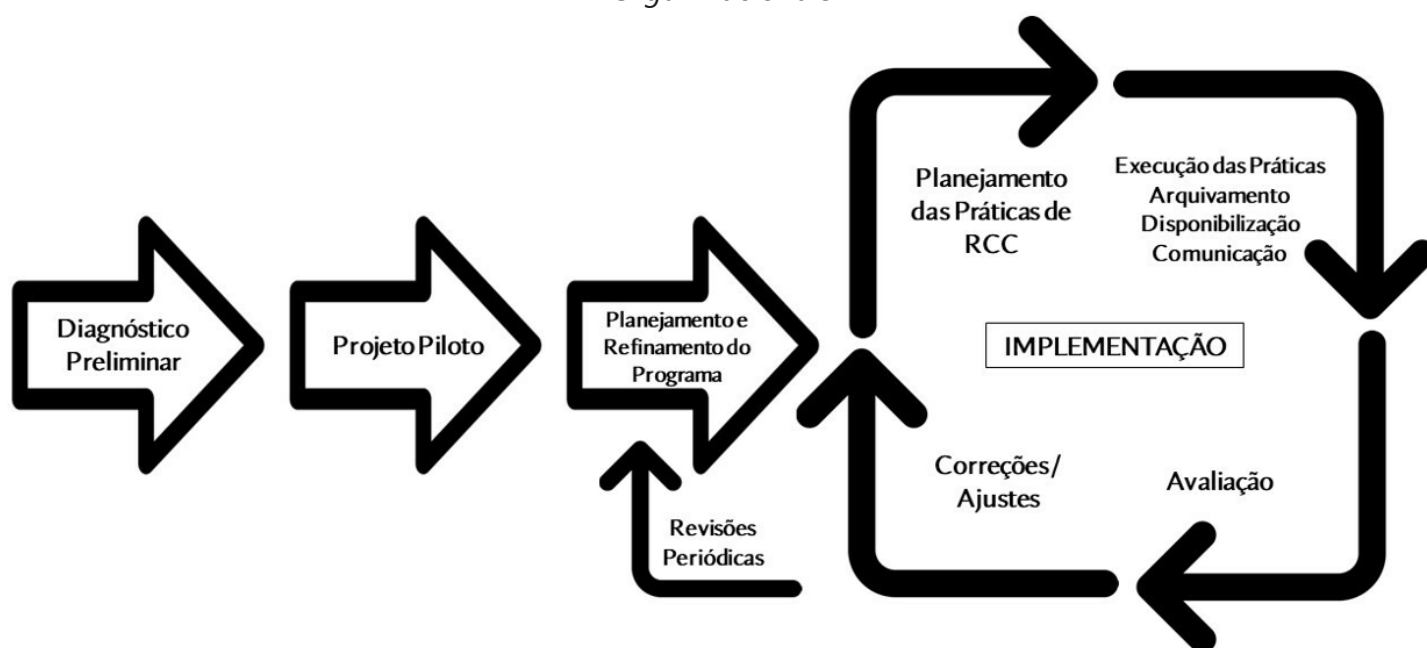 Diagnóstico
Preliminar
Projeto Piloto
Planejamento e
Refinamento do
Programa
Revisões
Periódicas
Planejamento
das Práticas de
RCC
Execução das Práticas
Arquivamento
Disponibilização
Comunicação
IMPLEMENTAÇÃO
Correções/
Ajustes
Avaliação